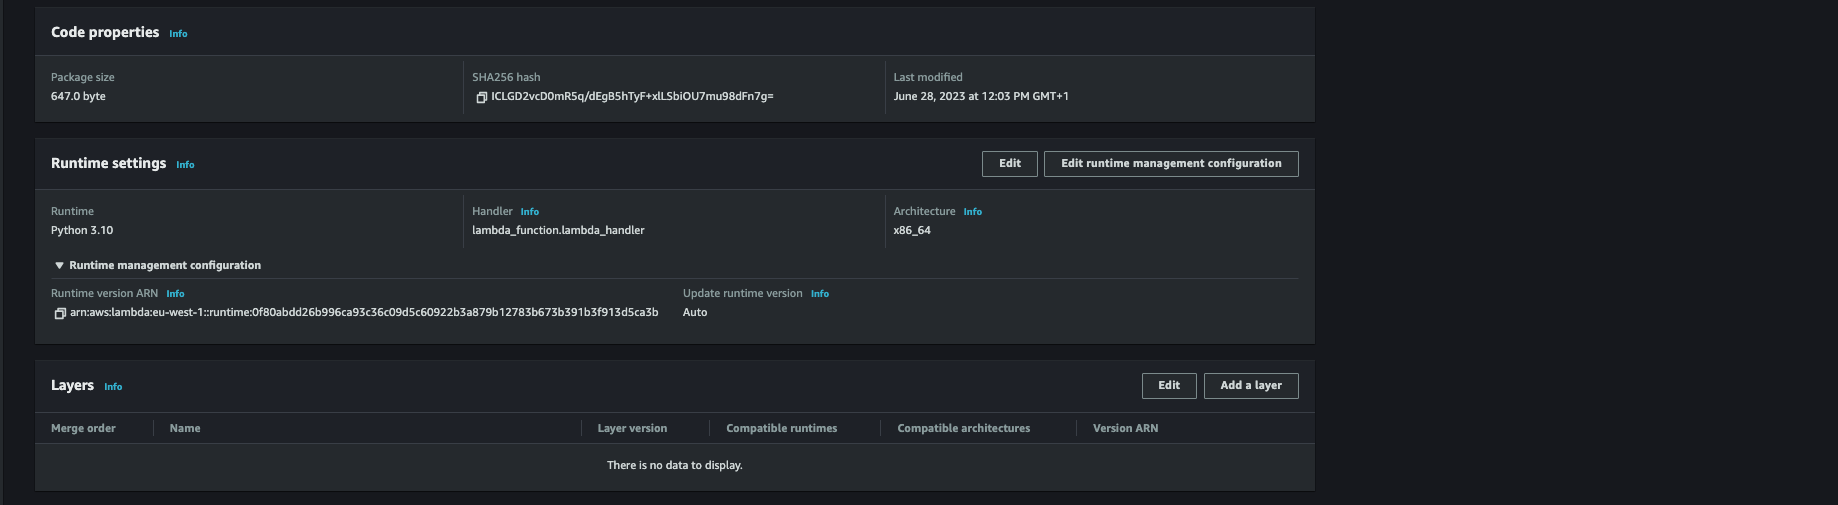 Code properties Info
Package size SHA256 hash Last modified
647.0 byte ICLGD2vcD0mR5q/dEgB5hTyF+xlLSbiOU7mu98dFn7g= June 28, 2023 at 12:03 PM GMT+1
Runtime settings Info Edit Edit runtime management configuration
Runtime Handler Info Architecture Info
Python 3.10 lambda_function.lambda_handler x86_64
Runtime management configuration
Runtime version ARN Info Update runtime version Info
arn:aws:lambda:eu-west-1::runtime:0f80abdd26b996ca93c36c09d5c60922b3a879b12783b673b391b3f913d5ca3b Auto
Layers Info Edit Add a layer
Merge order Name Layer version Compatible runtimes Compatible architectures Version ARN
There is no data to display.